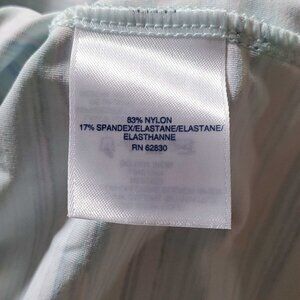 83% NYLON
17% SPANDEX/ELASTANE/ELASTANE/
ELASTHANNE
RN 62830